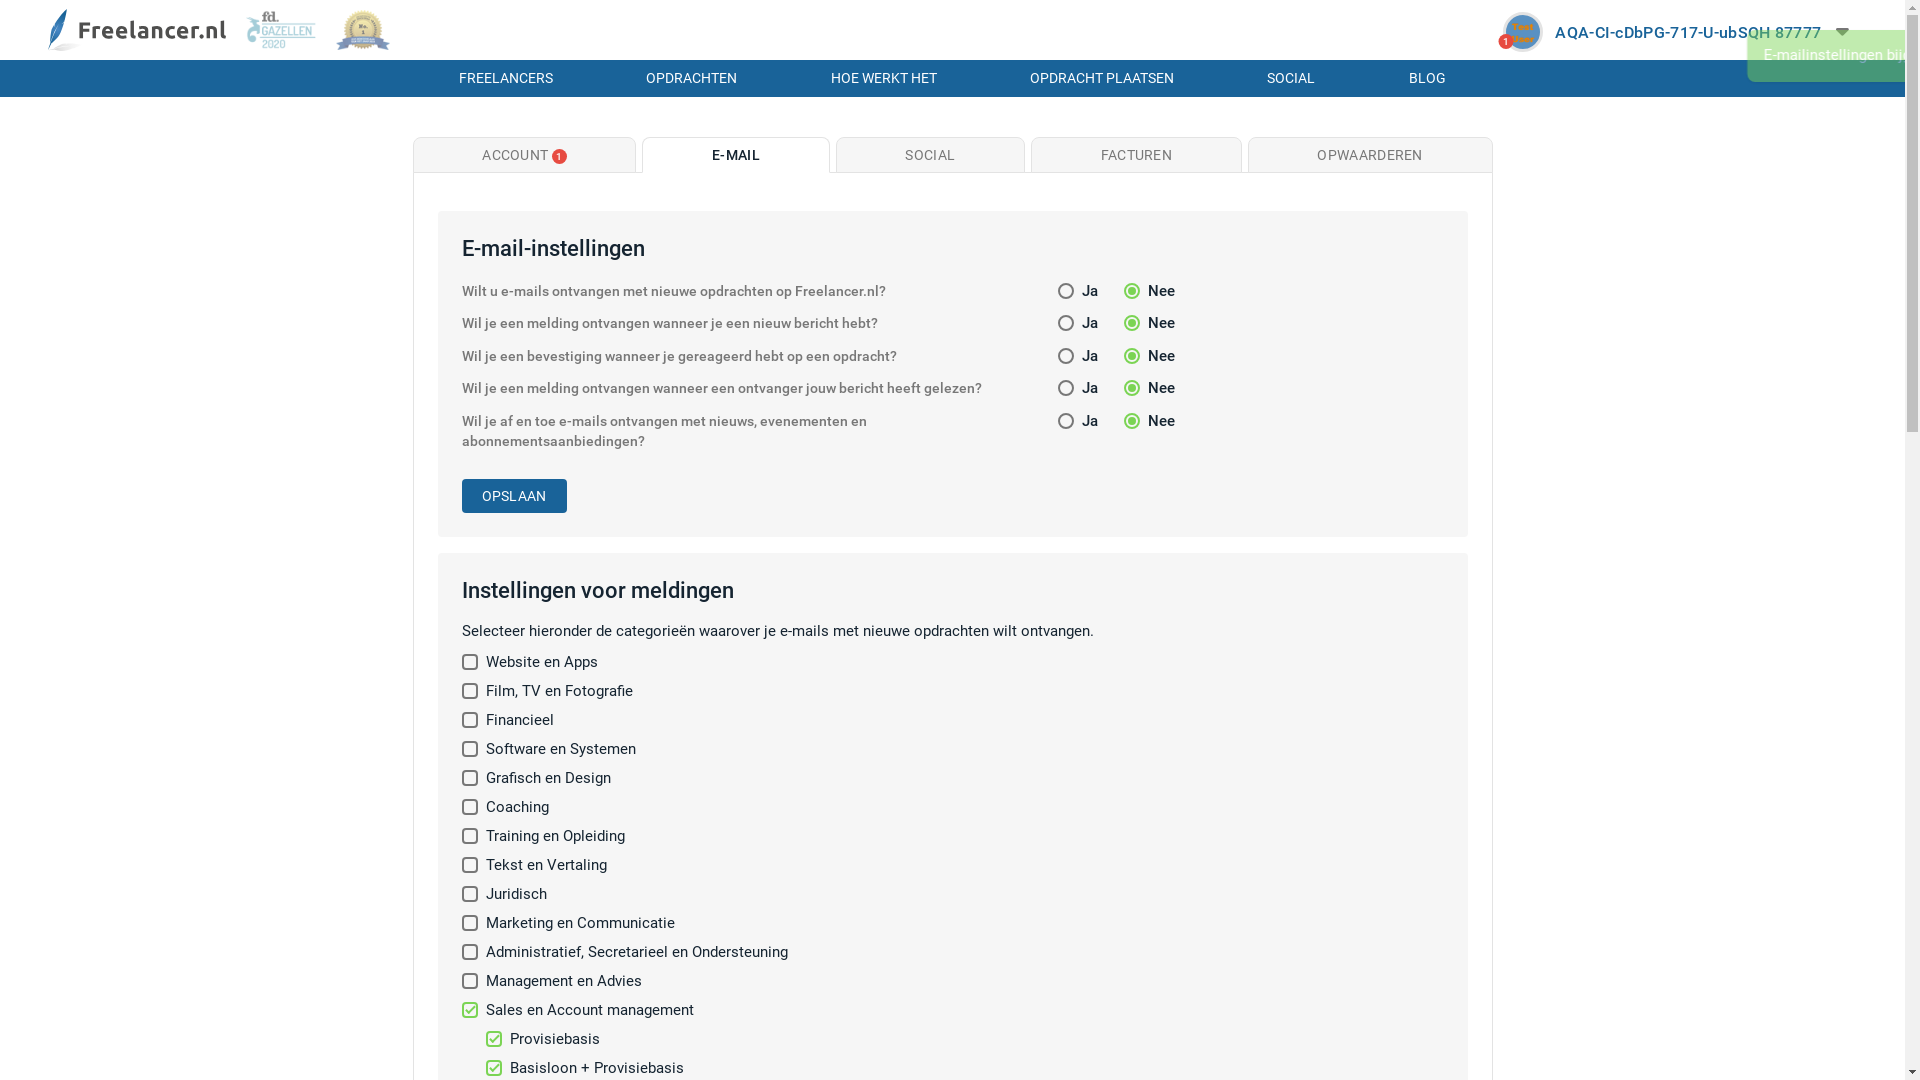 Freelancer.nl
fd.
GAZELLEN
2020
No.
1
1
AQA-CI-cDbPG-717-U-ubSQH 87777
E-mailinstellingen
FREELANCERS
OPDRACHTEN
HOE WERKT HET
OPDRACHT PLAATSEN
SOCIAL
BLOG
ACCOUNT 1
E-MAIL
SOCIAL
FACTUREN
OPWAARDEREN
E-mail-instellingen
Wilt u e-mails ontvangen met nieuwe opdrachten op Freelancer.nl? Ja Nee
Wil je een melding ontvangen wanneer je een nieuw bericht hebt? Ja Nee
Wil je een bevestiging wanneer je gereageerd hebt op een opdracht? Ja Nee
Wil je een melding ontvangen wanneer een ontvanger jouw bericht heeft gelezen? Ja Nee
Wil je af en toe e-mails ontvangen met nieuws, evenementen en Ja Nee
abonnementsaanbiedingen?
OPSLAAN
Instellingen voor meldingen
Selecteer hieronder de categorieën waarover je e-mails met nieuwe opdrachten wilt ontvangen.
Website en Apps
Film, TV en Fotografie
Financieel
Software en Systemen
Grafisch en Design
Coaching
Training en Opleiding
Tekst en Vertaling
Juridisch
Marketing en Communicatie
Administratief, Secretarieel en Ondersteuning
Management en Advies
Sales en Account management
Provisiebasis
Basisloon + Provisiebasis